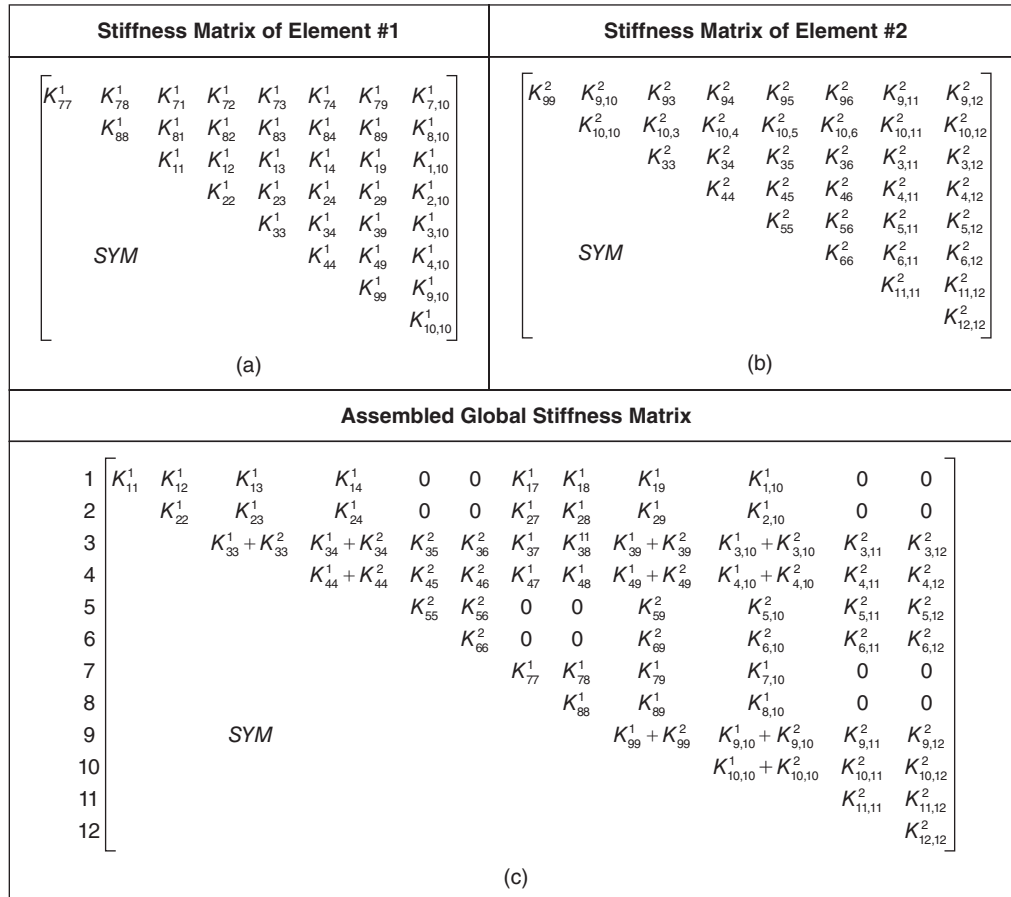 Stiffness Matrix of Element #1
K¹₇₇ K¹₇₈ K¹₇₁ K¹₇₂ K¹₇₃ K¹₇₄ K¹₇₉ K¹₇,₁₀
K¹₈₈ K¹₈₁ K¹₈₂ K¹₈₃ K¹₈₄ K¹₈₉ K¹₈,₁₀
K¹₁₁ K¹₁₂ K¹₁₃ K¹₁₄ K¹₁₉ K¹₁,₁₀
K¹₂₂ K¹₂₃ K¹₂₄ K¹₂₉ K¹₂,₁₀
K¹₃₃ K¹₃₄ K¹₃₉ K¹₃,₁₀
SYM K¹₄₄ K¹₄₉ K¹₄,₁₀
K¹₉₉ K¹₉,₁₀
K¹₁₀,₁₀
(a)
Stiffness Matrix of Element #2
K²₉₉ K²₉,₁₀ K²₉₃ K²₉₄ K²₉₅ K²₉₆ K²₉,₁₁ K²₉,₁₂
K²₁₀,₁₀ K²₁₀,₃ K²₁₀,₄ K²₁₀,₅ K²₁₀,₆ K²₁₀,₁₁ K²₁₀,₁₂
K²₃₃ K²₃₄ K²₃₅ K²₃₆ K²₃,₁₁ K²₃,₁₂
K²₄₄ K²₄₅ K²₄₆ K²₄,₁₁ K²₄,₁₂
K²₅₅ K²₅₆ K²₅,₁₁ K²₅,₁₂
SYM K²₆₆ K²₆,₁₁ K²₆,₁₂
K²₁₁,₁₁ K²₁₁,₁₂
K²₁₂,₁₂
(b)
Assembled Global Stiffness Matrix
1 K¹₁₁ K¹₁₂ K¹₁₃ K¹₁₄ 0 0 K¹₁₇ K¹₁₈ K¹₁₉ K¹₁,₁₀ 0 0
2 K¹₂₂ K¹₂₃ K¹₂₄ 0 0 K¹₂₇ K¹₂₈ K¹₂₉ K¹₂,₁₀ 0 0
3 K¹₃₃ + K²₃₃ K¹₃₄ + K²₃₄ K²₃₅ K²₃₆ K¹₃₇ K¹¹₃₈ K¹₃₉ + K²₃₉ K¹₃,₁₀ + K²₃,₁₀ K²₃,₁₁ K²₃,₁₂
4 K¹₄₄ + K²₄₄ K²₄₅ K²₄₆ K¹₄₇ K¹₄₈ K¹₄₉ + K²₄₉ K¹₄,₁₀ + K²₄,₁₀ K²₄,₁₁ K²₄,₁₂
5 K²₅₅ K²₅₆ 0 0 K²₅₉ K²₅,₁₀ K²₅,₁₁ K²₅,₁₂
6 K²₆₆ 0 0 K²₆₉ K²₆,₁₀ K²₆,₁₁ K²₆,₁₂
7 K¹₇₇ K¹₇₈ K¹₇₉ K¹₇,₁₀ 0 0
8 K¹₈₈ K¹₈₉ K¹₈,₁₀ 0 0
9 SYM K¹₉₉ + K²₉₉ K¹₉,₁₀ + K²₉,₁₀ K²₉,₁₁ K²₉,₁₂
10 K¹₁₀,₁₀ + K²₁₀,₁₀ K²₁₀,₁₁ K²₁₀,₁₂
11 K²₁₁,₁₁ K²₁₁,₁₂
12 K²₁₂,₁₂
(c)